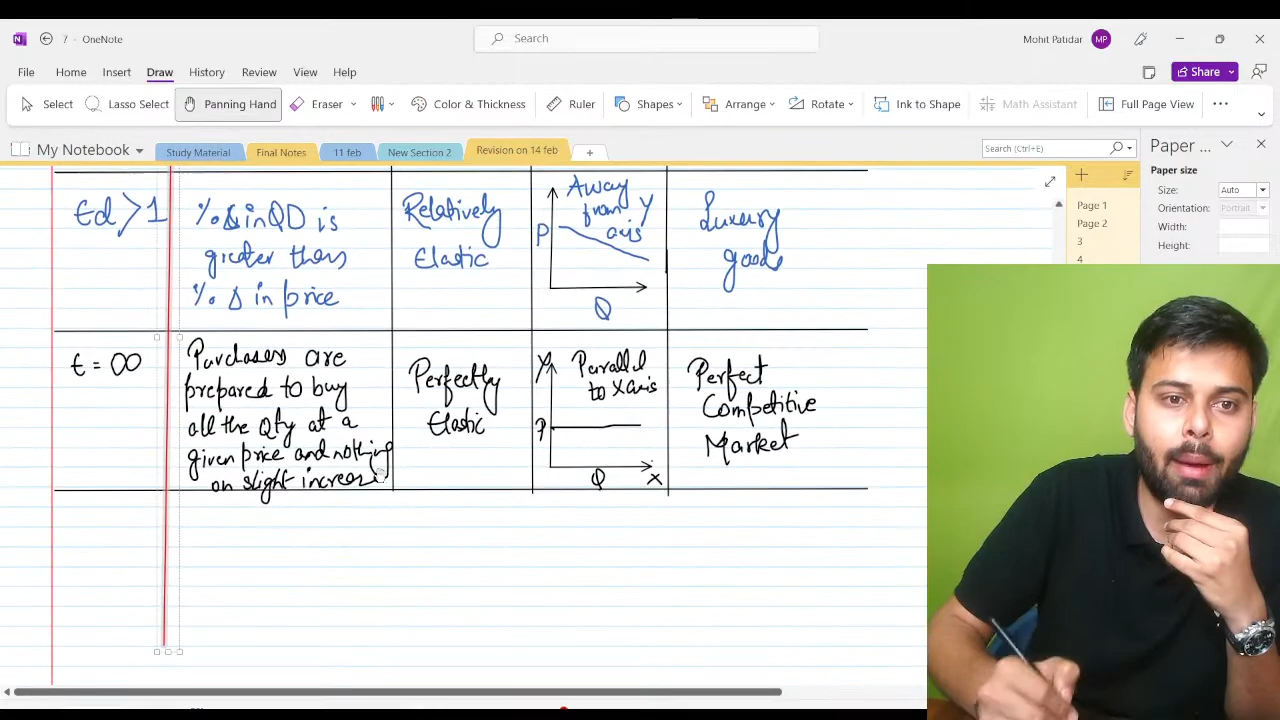 7 - OneNote
Search
Mohit Patidar MP
File Home Insert Draw History Review View Help
Share
Select Lasso Select Panning Hand Eraser Color & Thickness Ruler Shapes Arrange Rotate Ink to Shape Math Assistant Full Page View
My Notebook Study Material Final Notes 11 feb New Section 2 Revision on 14 feb
Search (Ctrl+E)
Paper ...
Paper size
Size: Auto
Orientation: Portrait
Width:
Height:
Page 1
Page 2
3
4
Ed > 1
% Δ in QD is
greater than
% Δ in price
Relatively
Elastic
Away
from Y
axis
P
Q
Luxury
goods
E = ∞
Purchases are
prepared to buy
all the Qty at a
given price and nothing
on slight increase
Perfectly
Elastic
Y Parallel
to X axis
P
Q X
Perfect
Competitive
Market